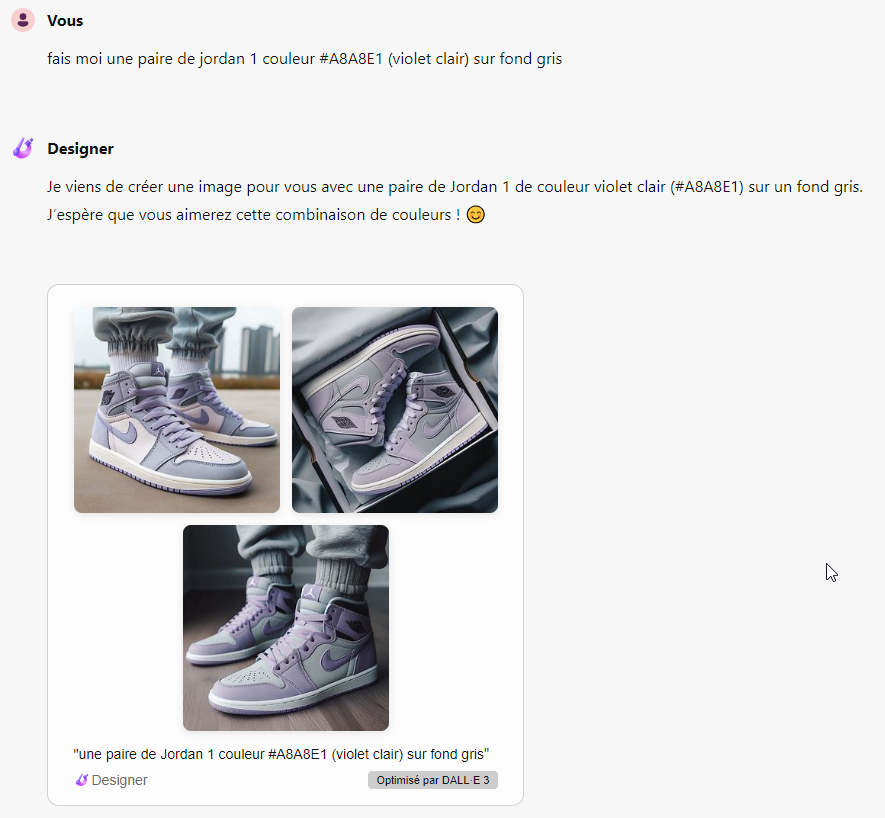 Vous
fais moi une paire de jordan 1 couleur #A8A8E1 (violet clair) sur fond gris
Designer
Je viens de créer une image pour vous avec une paire de Jordan 1 de couleur violet clair (#A8A8E1) sur un fond gris.
J’espère que vous aimerez cette combinaison de couleurs ! 😊
"une paire de Jordan 1 couleur #A8A8E1 (violet clair) sur fond gris"
Designer
Optimisé par DALL·E 3